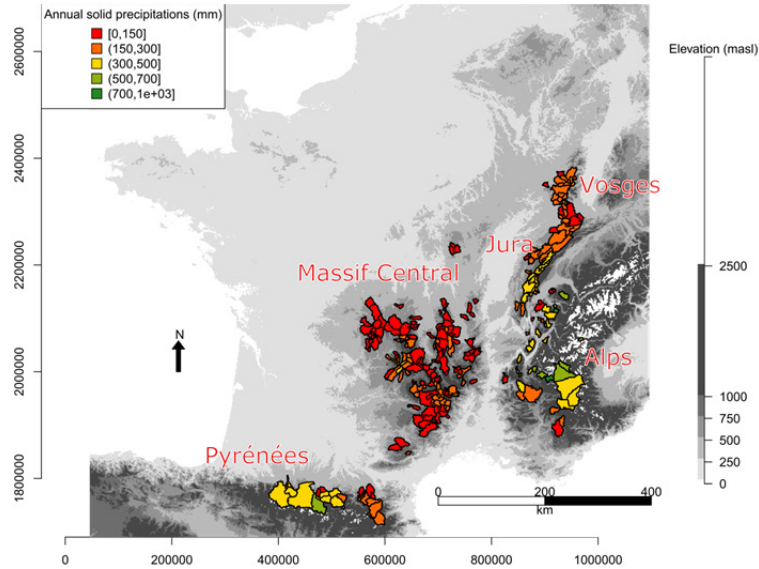 Annual solid precipitations (mm)
[0,150]
(150,300]
(300,500]
(500,700]
(700,1e+03]
Elevation (masl)
2500
1000
750
500
250
0
2600000
2400000
2200000
2000000
1800000
Vosges
Jura
Massif Central
Alps
Pyrénées
N
0 200 400
km
0 200000 400000 600000 800000 1000000